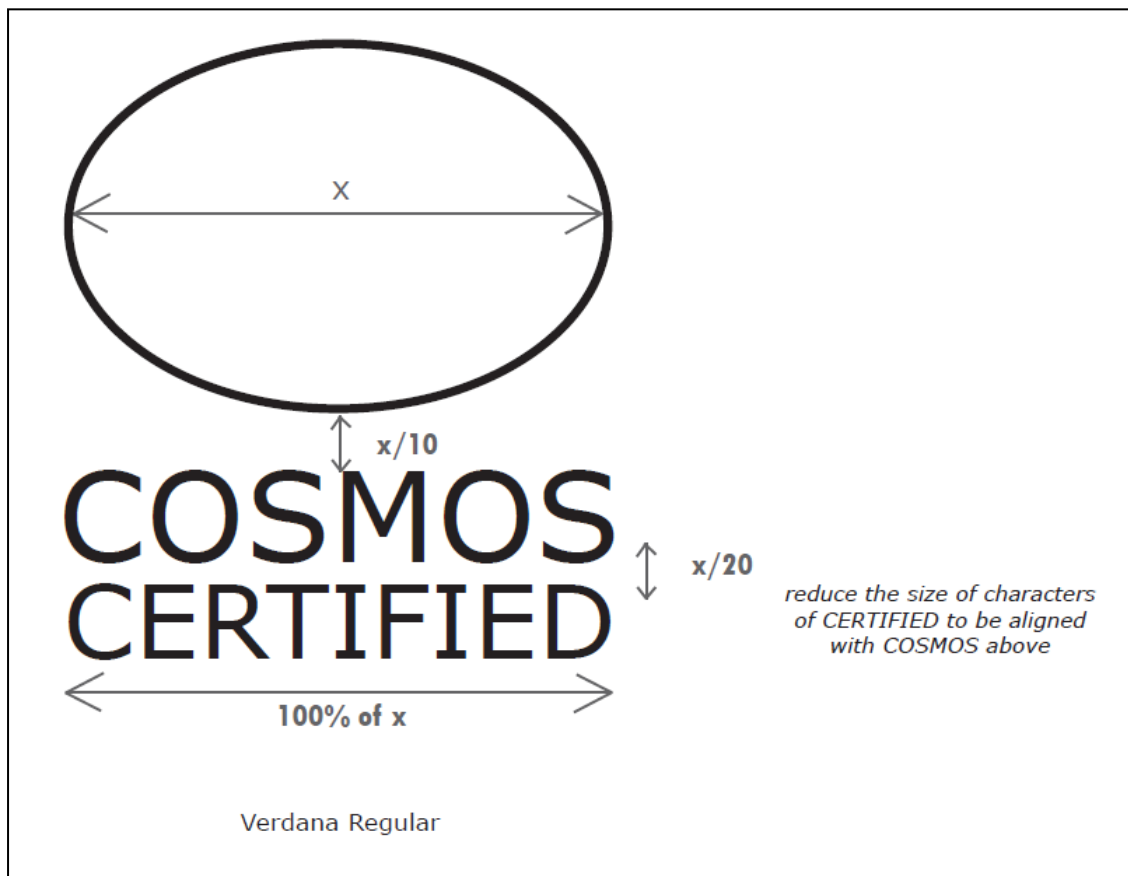 X
x/10
COSMOS
x/20
CERTIFIED
reduce the size of characters
of CERTIFIED to be aligned
with COSMOS above
100% of x
Verdana Regular